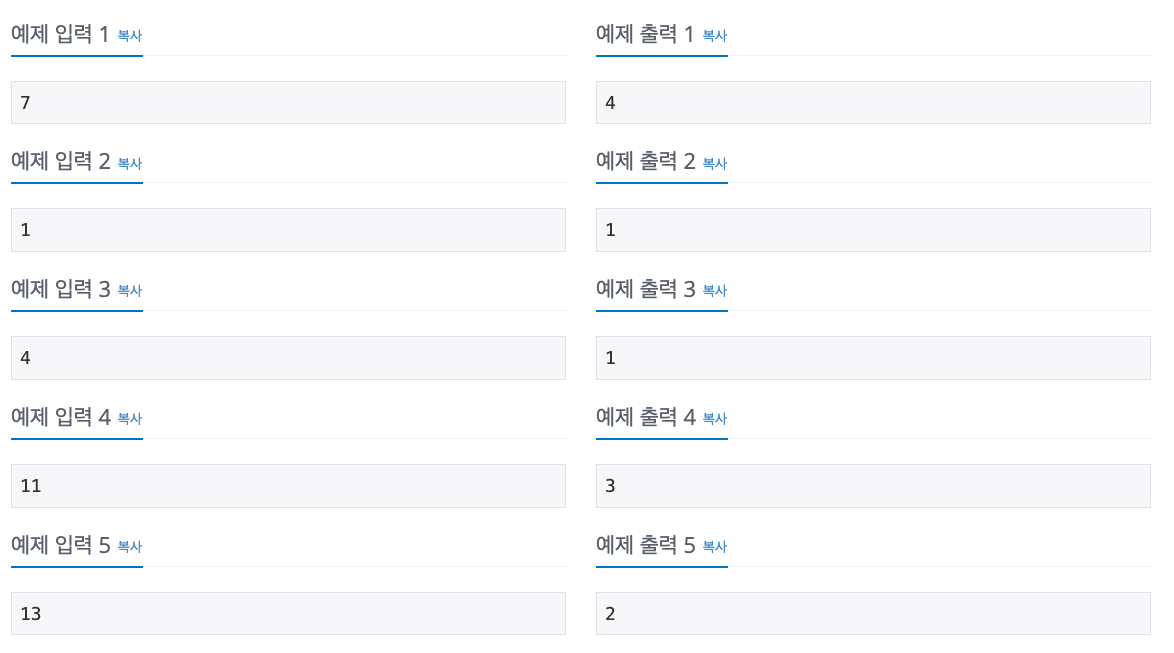 예제 입력 1 복사
예제 출력 1 복사
7
4
예제 입력 2 복사
예제 출력 2 복사
1
1
예제 입력 3 복사
예제 출력 3 복사
4
1
예제 입력 4 복사
예제 출력 4 복사
11
3
예제 입력 5 복사
예제 출력 5 복사
13
2